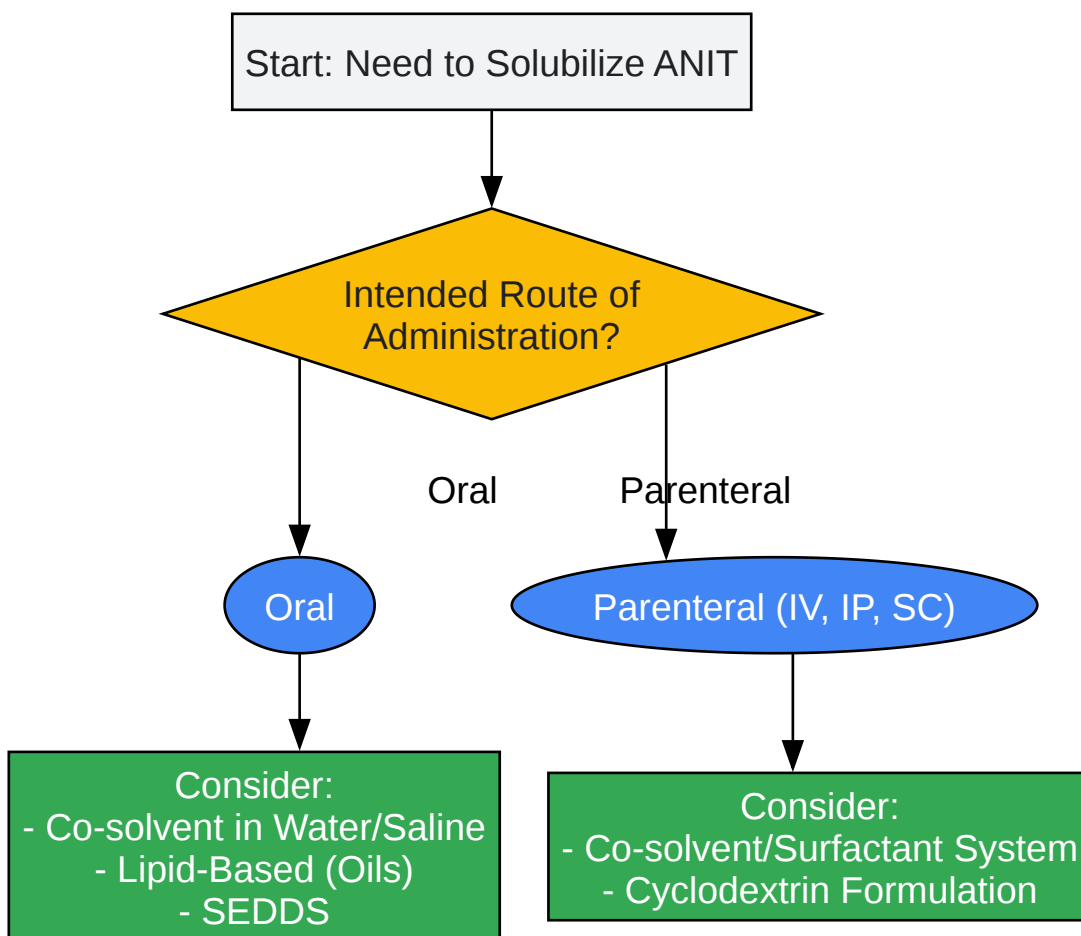 Start: Need to Solubilize ANIT
Intended Route of
Administration?
Oral
Parenteral
Oral
Parenteral (IV, IP, SC)
Consider:
- Co-solvent in Water/Saline
- Lipid-Based (Oils)
- SEDDS
Consider:
- Co-solvent/Surfactant System
- Cyclodextrin Formulation